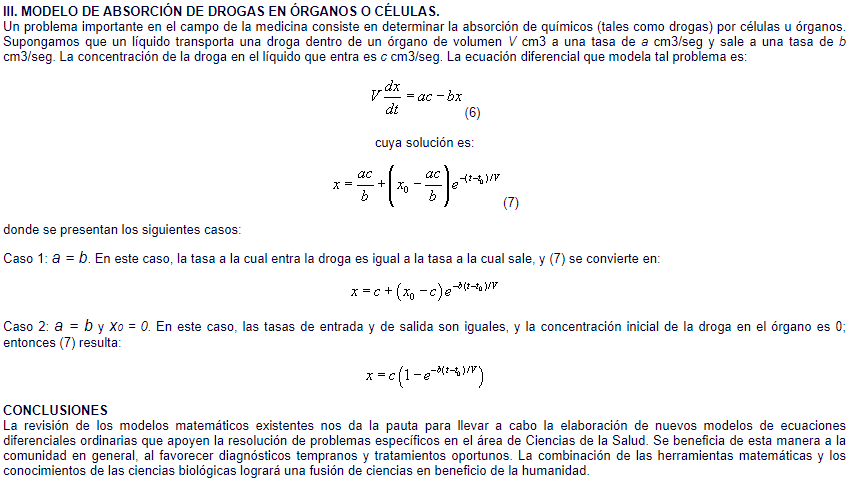 III. MODELO DE ABSORCIÓN DE DROGAS EN ÓRGANOS O CÉLULAS.
Un problema importante en el campo de la medicina consiste en determinar la absorción de químicos (tales como drogas) por células u órganos.
Supongamos que un líquido transporta una droga dentro de un órgano de volumen V cm3 a una tasa de a cm3/seg y sale a una tasa de b
cm3/seg. La concentración de la droga en el líquido que entra es c cm3/seg. La ecuación diferencial que modela tal problema es:
V dx/dt = ac − bx (6)
cuya solución es:
x = ac/b + (x₀ − ac/b) e^−(t−t₀)/V (7)
donde se presentan los siguientes casos:
Caso 1: a = b. En este caso, la tasa a la cual entra la droga es igual a la tasa a la cual sale, y (7) se convierte en:
x = c + (x₀ − c) e^−b(t−t₀)/V
Caso 2: a = b y x₀ = 0. En este caso, las tasas de entrada y de salida son iguales, y la concentración inicial de la droga en el órgano es 0;
entonces (7) resulta:
x = c (1 − e^−b(t−t₀)/V)
CONCLUSIONES
La revisión de los modelos matemáticos existentes nos da la pauta para llevar a cabo la elaboración de nuevos modelos de ecuaciones
diferenciales ordinarias que apoyen la resolución de problemas específicos en el área de Ciencias de la Salud. Se beneficia de esta manera a la
comunidad en general, al favorecer diagnósticos tempranos y tratamientos oportunos. La combinación de las herramientas matemáticas y los
conocimientos de las ciencias biológicas logrará una fusión de ciencias en beneficio de la humanidad.